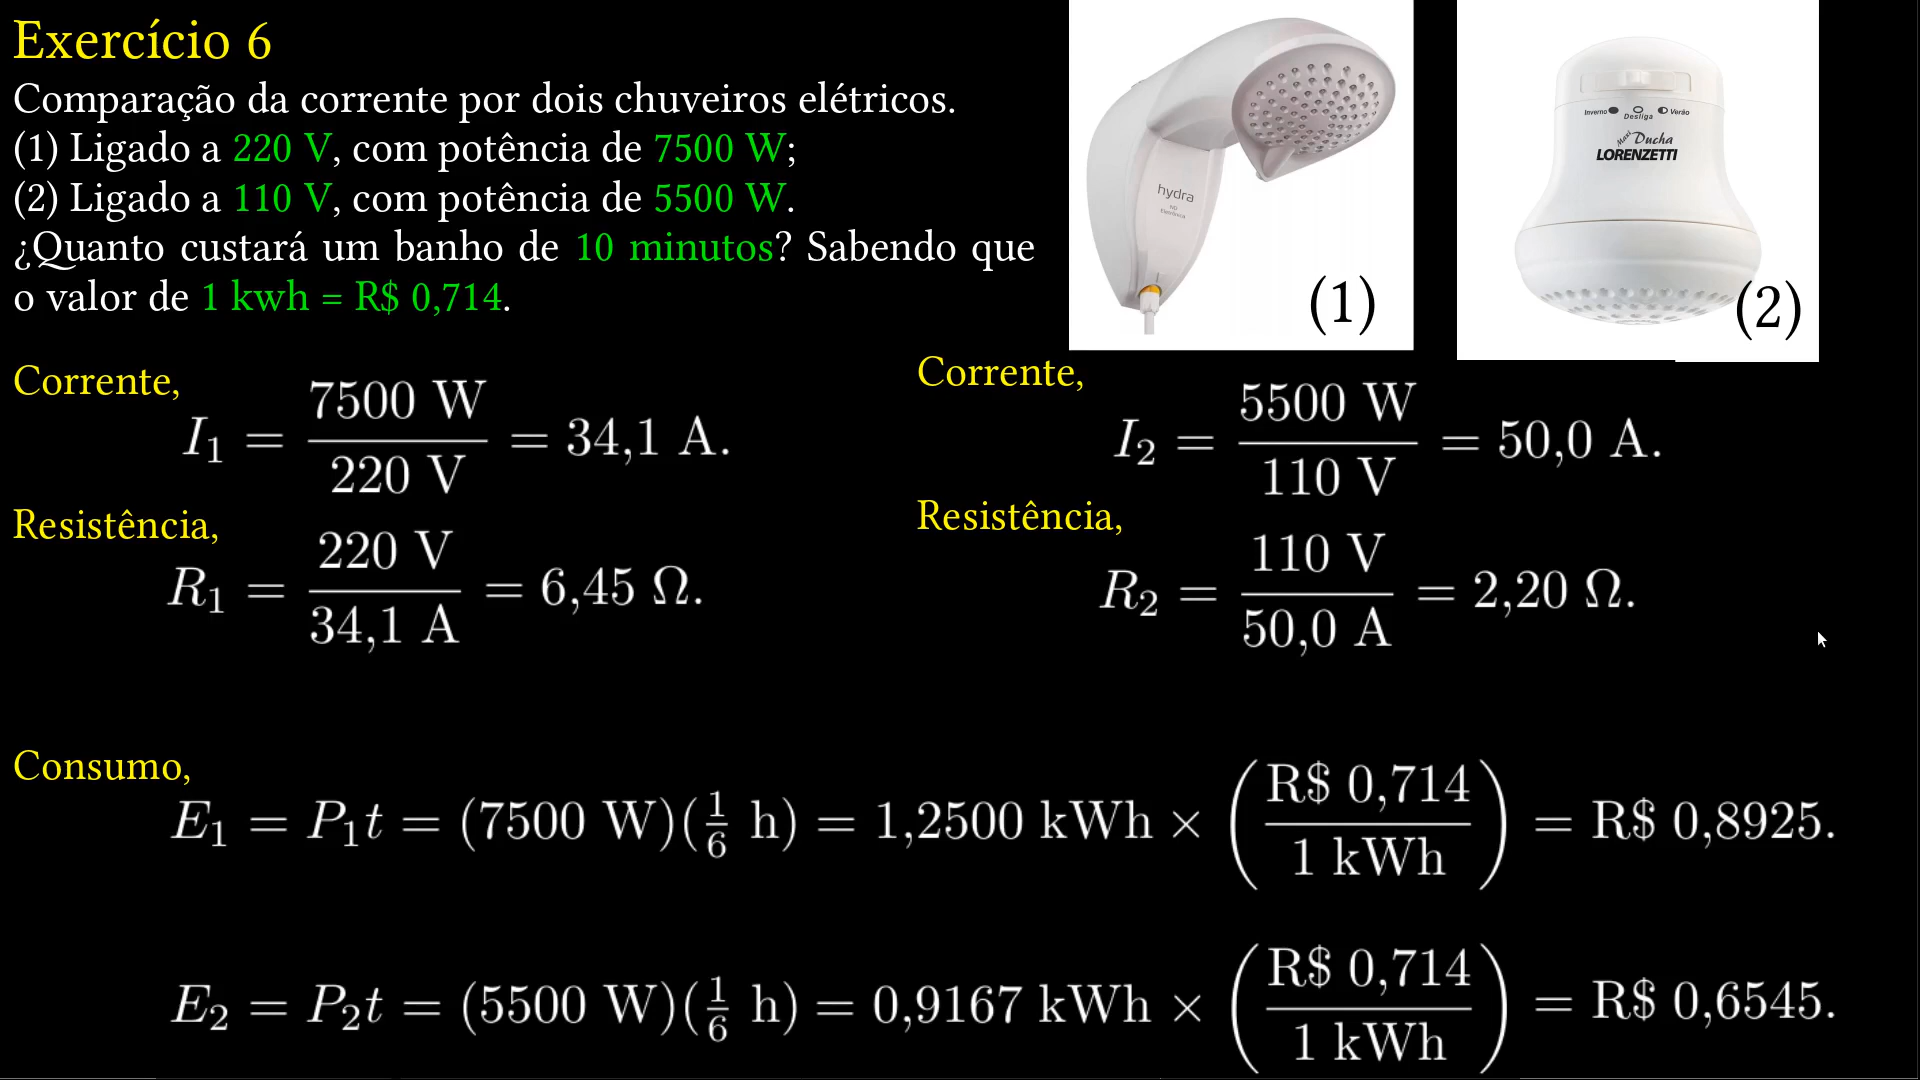 Exercício 6
Comparação da corrente por dois chuveiros elétricos.
(1) Ligado a 220 V, com potência de 7500 W;
(2) Ligado a 110 V, com potência de 5500 W.
¿Quanto custará um banho de 10 minutos? Sabendo que
o valor de 1 kwh = R$ 0,714.
hydra
(1)
Inverno Desliga Verão
Maxi Ducha
LORENZETTI
(2)
Corrente,
I₁ = 7500 W / 220 V = 34,1 A.
Resistência,
R₁ = 220 V / 34,1 A = 6,45 Ω.
Corrente,
I₂ = 5500 W / 110 V = 50,0 A.
Resistência,
R₂ = 110 V / 50,0 A = 2,20 Ω.
Consumo,
E₁ = P₁t = (7500 W)(1/6 h) = 1,2500 kWh × (R$ 0,714 / 1 kWh) = R$ 0,8925.
E₂ = P₂t = (5500 W)(1/6 h) = 0,9167 kWh × (R$ 0,714 / 1 kWh) = R$ 0,6545.